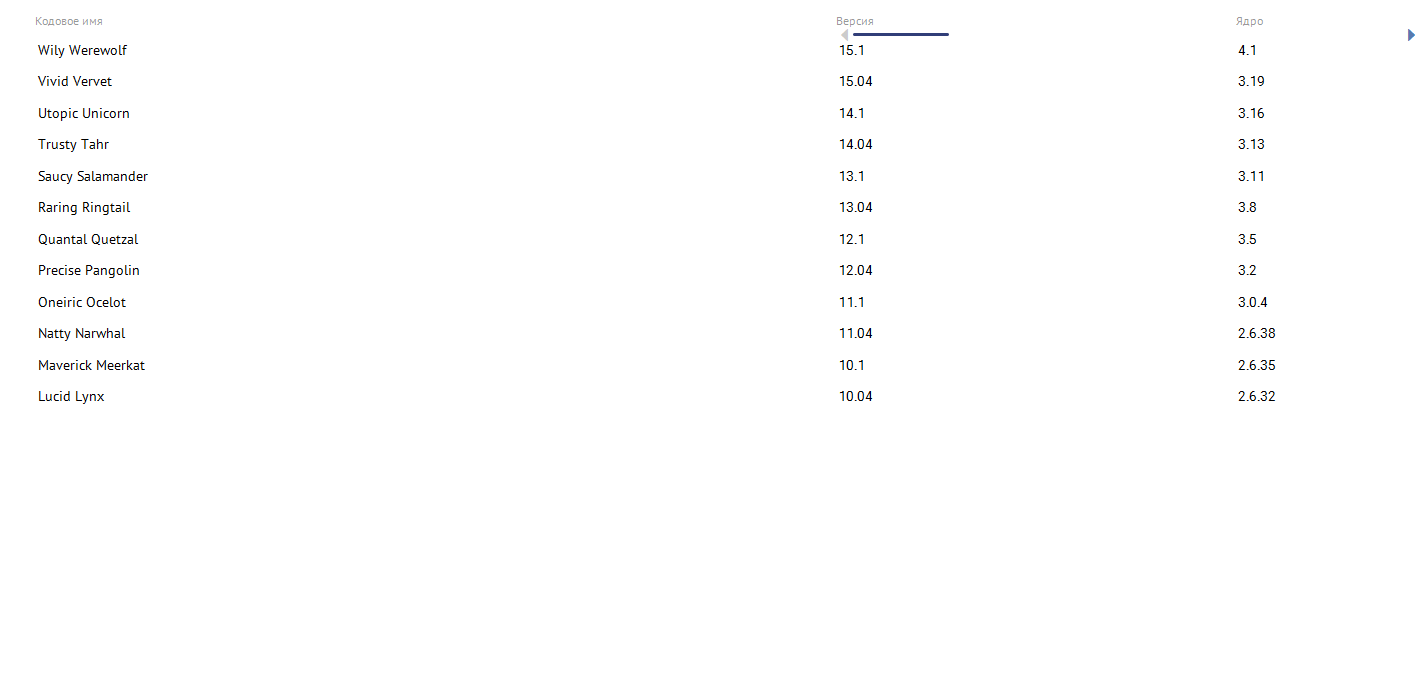 Кодовое имя Версия Ядро
Wily Werewolf 15.1 4.1
Vivid Vervet 15.04 3.19
Utopic Unicorn 14.1 3.16
Trusty Tahr 14.04 3.13
Saucy Salamander 13.1 3.11
Raring Ringtail 13.04 3.8
Quantal Quetzal 12.1 3.5
Precise Pangolin 12.04 3.2
Oneiric Ocelot 11.1 3.0.4
Natty Narwhal 11.04 2.6.38
Maverick Meerkat 10.1 2.6.35
Lucid Lynx 10.04 2.6.32